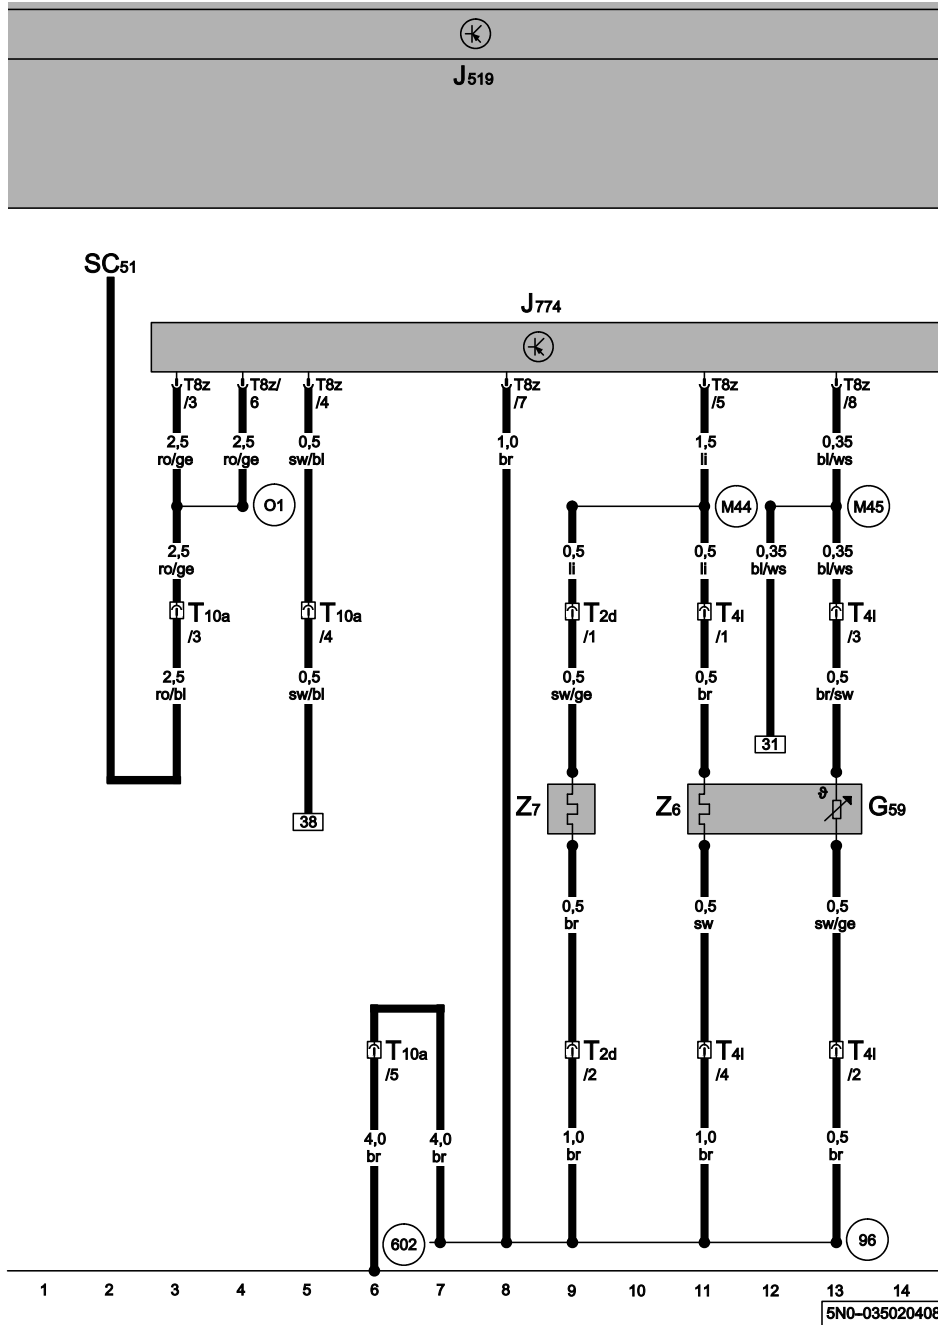 J519
SC51
J774
T8z
/3
T8z/
6
T8z
/4
T8z
/7
T8z
/5
T8z
/8
2,5
ro/ge
2,5
ro/ge
0,5
sw/bl
1,0
br
1,5
li
0,35
bl/ws
O1
M44
M45
2,5
ro/ge
0,5
li
0,5
li
0,35
bl/ws
0,35
bl/ws
T10a
/3
T10a
/4
T2d
/1
T4l
/1
T4l
/3
2,5
ro/bl
0,5
sw/bl
0,5
sw/ge
0,5
br
0,5
br/sw
31
Z7
Z6
ϑ
G59
38
0,5
br
0,5
sw
0,5
sw/ge
T10a
/5
T2d
/2
T4l
/4
T4l
/2
4,0
br
4,0
br
1,0
br
1,0
br
0,5
br
602
96
1 2 3 4 5 6 7 8 9 10 11 12 13 14
5N0-035020408